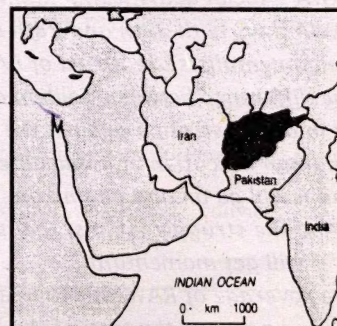 Iran
Pakistan
India
INDIAN OCEAN
0 · km 1000